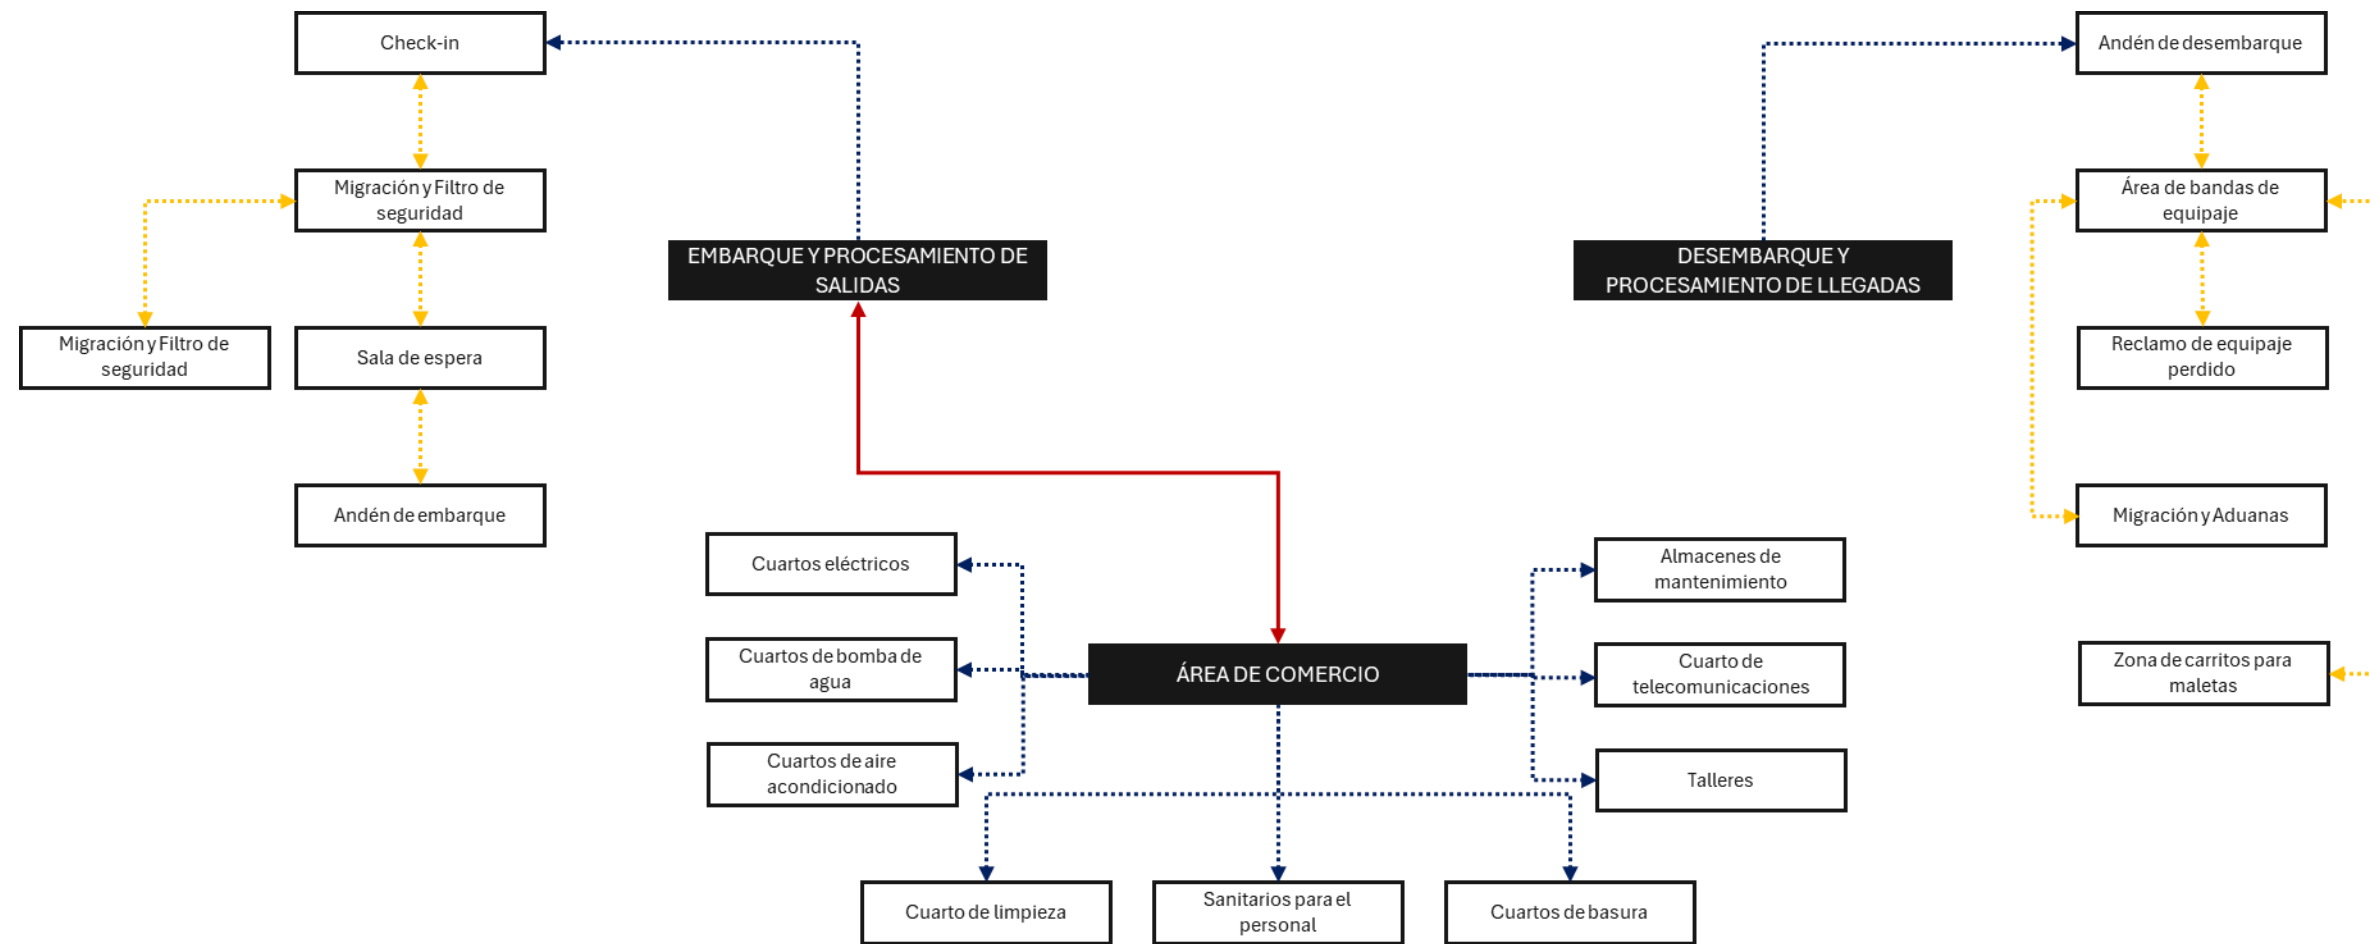 Check-in
Andén de desembarque
Migración y Filtro de
seguridad
Área de bandas de
equipaje
EMBARQUE Y PROCESAMIENTO DE
SALIDAS
DESEMBARQUE Y
PROCESAMIENTO DE LLEGADAS
Migración y Filtro de
seguridad
Sala de espera
Reclamo de equipaje
perdido
Andén de embarque
Migración y Aduanas
Cuartos eléctricos
Almacenes de
mantenimiento
Cuartos de bomba de
agua
ÁREA DE COMERCIO
Cuarto de
telecomunicaciones
Zona de carritos para
maletas
Cuartos de aire
acondicionado
Talleres
Cuarto de limpieza
Sanitarios para el
personal
Cuartos de basura